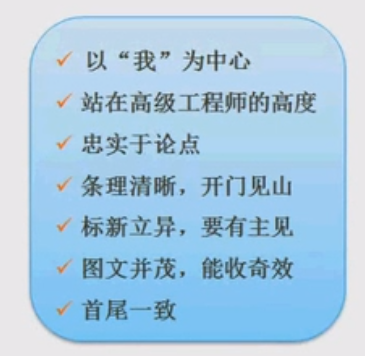 ✓ 以“我”为中心
✓ 站在高级工程师的高度
✓ 忠实于论点
✓ 条理清晰，开门见山
✓ 标新立异，要有主见
✓ 图文并茂，能收奇效
✓ 首尾一致